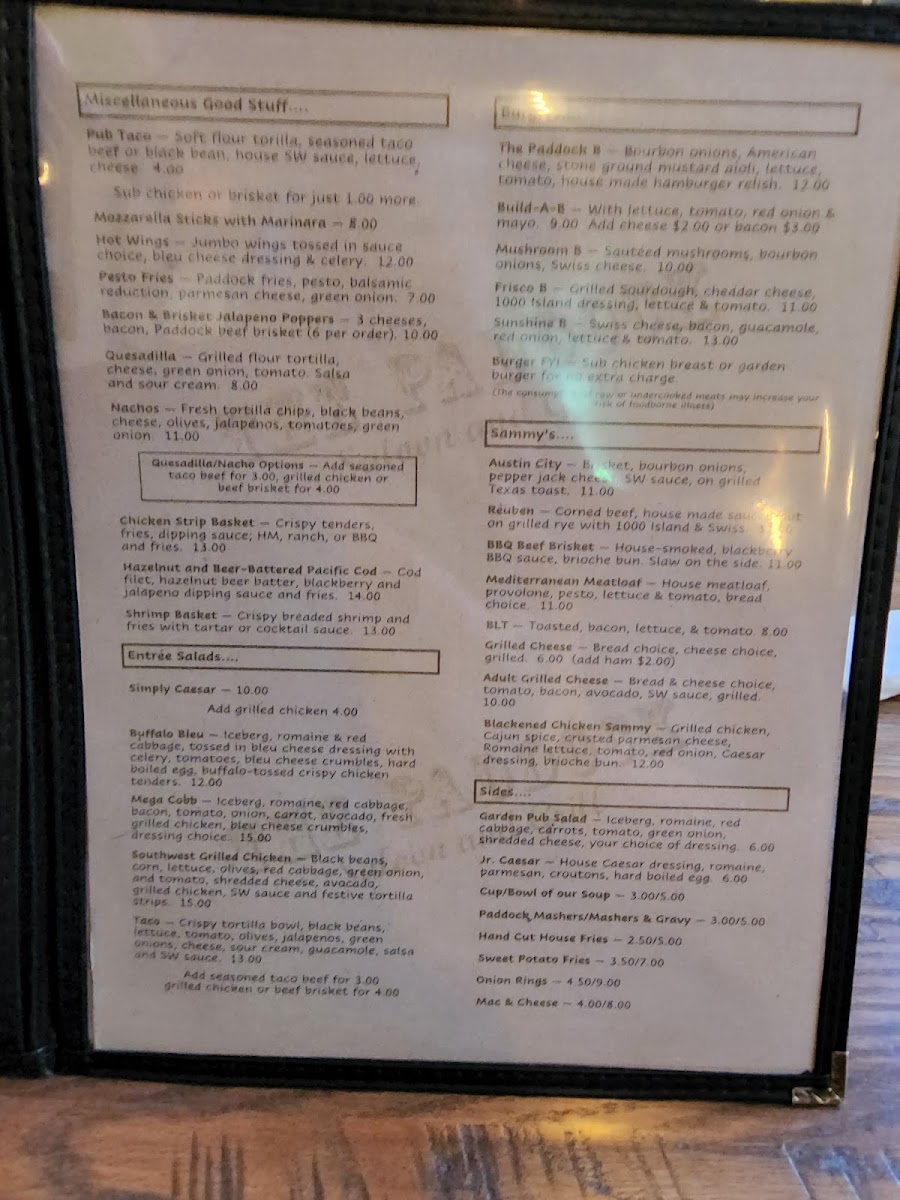 Miscellaneous Good Stuff....
Pub Taco — Soft flour torilla, seasoned taco
beef or black bean, house SW sauce, lettuce,
cheese 4.00
Sub chicken or brisket for just 1.00 more.
Mozzarella Sticks with Marinara — 8.00
Hot Wings — Jumbo wings tossed in sauce
choice, bleu cheese dressing & celery. 12.00
Pesto Fries — Paddock fries, pesto, balsamic
reduction, parmesan cheese, green onion. 7.00
Bacon & Brisket Jalapeno Poppers — 3 cheeses,
bacon, Paddock beef brisket (6 per order). 10.00
Quesadilla — Grilled flour tortilla,
cheese, green onion, tomato. Salsa
and sour cream. 8.00
Nachos — Fresh tortilla chips, black beans,
cheese, olives, jalapenos, tomatoes, green
onion. 11.00
Quesadilla/Nacho Options — Add seasoned
taco beef for 3.00, grilled chicken or
beef brisket for 4.00
Chicken Strip Basket — Crispy tenders,
fries, dipping sauce; HM, ranch, or BBQ
and fries. 13.00
Hazelnut and Beer-Battered Pacific Cod — Cod
filet, hazelnut beer batter, blackberry and
jalapeno dipping sauce and fries. 14.00
Shrimp Basket — Crispy breaded shrimp and
fries with tartar or cocktail sauce. 13.00
Entrée Salads....
Simply Caesar — 10.00
Add grilled chicken 4.00
Buffalo Bleu — Iceberg, romaine & red
cabbage, tossed in bleu cheese dressing with
celery, tomatoes, bleu cheese crumbles, hard
boiled egg, buffalo-tossed crispy chicken
tenders. 12.00
Mega Cobb — Iceberg, romaine, red cabbage,
bacon, tomato, onion, carrot, avocado, fresh
grilled chicken, bleu cheese crumbles,
dressing choice. 15.00
Southwest Grilled Chicken — Black beans,
corn, lettuce, olives, red cabbage, green onion,
and tomato, shredded cheese, avocado,
grilled chicken, SW sauce and festive tortilla
strips. 15.00
Taco — Crispy tortilla bowl, black beans,
lettuce, tomato, olives, jalapenos, green
onions, cheese, sour cream, guacamole, salsa
and SW sauce. 13.00
Add seasoned taco beef for 3.00
grilled chicken or beef brisket for 4.00
The Paddock B — Bourbon onions, American
cheese, stone ground mustard aioli, lettuce,
tomato, house made hamburger relish. 12.00
Build-A-B — With lettuce, tomato, red onion &
mayo. 9.00 Add cheese $2.00 or bacon $3.00
Mushroom B — Sautéed mushrooms, bourbon
onions, Swiss cheese. 10.00
Frisco B — Grilled Sourdough, cheddar cheese,
1000 Island dressing, lettuce & tomato. 11.00
Sunshine B — Swiss cheese, bacon, guacamole,
red onion, lettuce & tomato. 13.00
Burger FYI — Sub chicken breast or garden
burger for no extra charge.
(The consumption of raw or undercooked meats may increase your
risk of foodborne illness)
Sammy's....
Austin City — Brisket, bourbon onions,
pepper jack cheese, SW sauce, on grilled
Texas toast. 11.00
Reuben — Corned beef, house made
on grilled rye with 1000 Island & Swiss.
BBQ Beef Brisket — House-smoked, blackberry
BBQ sauce, brioche bun. Slaw on the side. 11.00
Mediterranean Meatloaf — House meatloaf,
provolone, pesto, lettuce & tomato, bread
choice. 11.00
BLT — Toasted, bacon, lettuce, & tomato. 8.00
Grilled Cheese — Bread choice, cheese choice,
grilled. 6.00 (add ham $2.00)
Adult Grilled Cheese — Bread & cheese choice,
tomato, bacon, avocado, SW sauce, grilled.
10.00
Blackened Chicken Sammy — Grilled chicken,
Cajun spice, crusted parmesan cheese,
Romaine lettuce, tomato, red onion, Caesar
dressing, brioche bun. 12.00
Sides....
Garden Pub Salad — Iceberg, romaine, red
cabbage, carrots, tomato, green onion,
shredded cheese, your choice of dressing. 6.00
Jr. Caesar — House Caesar dressing, romaine,
parmesan, croutons, hard boiled egg. 6.00
Cup/Bowl of our Soup — 3.00/5.00
Paddock Mashers/Mashers & Gravy — 3.00/5.00
Hand Cut House Fries — 2.50/5.00
Sweet Potato Fries — 3.50/7.00
Onion Rings — 4.50/9.00
Mac & Cheese — 4.00/8.00